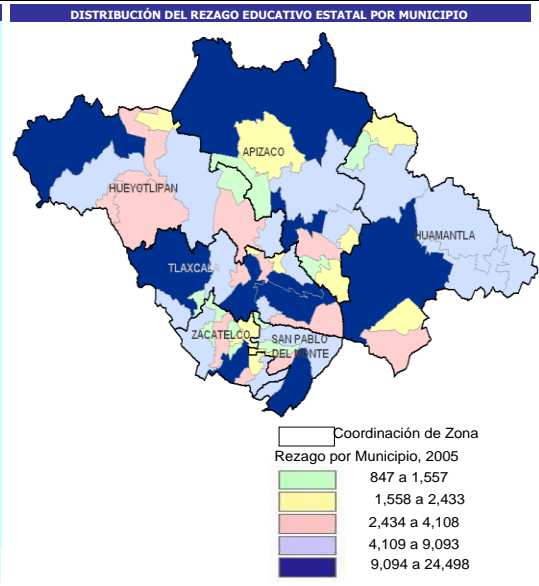 DISTRIBUCIÓN DEL REZAGO EDUCATIVO ESTATAL POR MUNICIPIO
APIZACO
HUEYOTLIPAN
HUAMANTLA
TLAXCALA
ZACATELCO
SAN PABLO
DEL MONTE
Coordinación de Zona
Rezago por Municipio, 2005
847 a 1,557
1,558 a 2,433
2,434 a 4,108
4,109 a 9,093
9,094 a 24,498